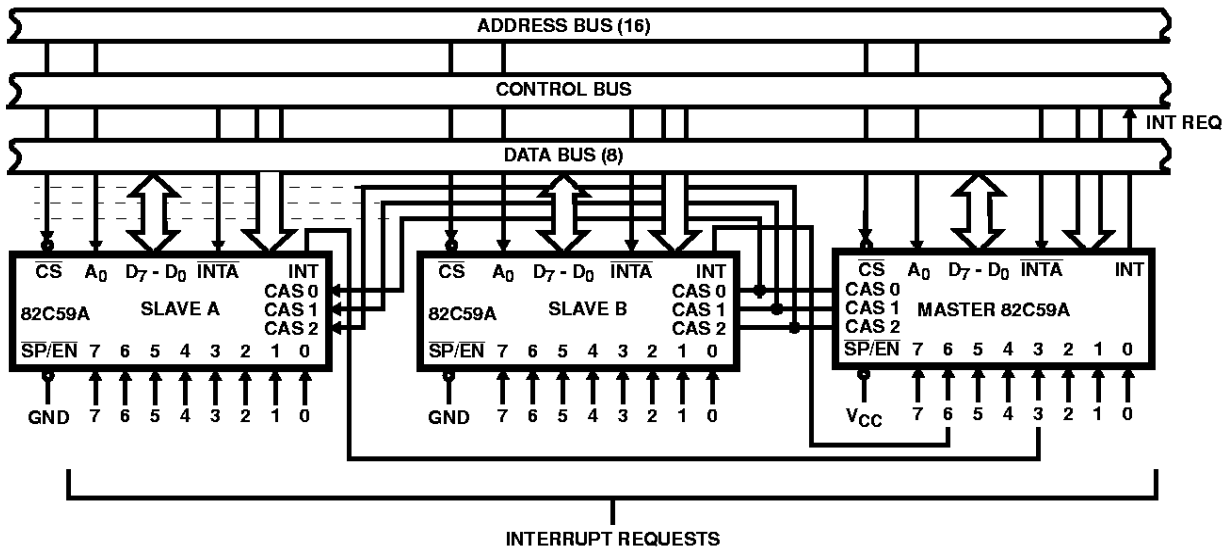 ADDRESS BUS (16)
CONTROL BUS
INT REQ
DATA BUS (8)
CS A0 D7 - D0 INTA INT
CAS 0
82C59A SLAVE A CAS 1
CAS 2
SP/EN 7 6 5 4 3 2 1 0
GND 7 6 5 4 3 2 1 0
CS A0 D7 - D0 INTA INT
CAS 0
82C59A SLAVE B CAS 1
CAS 2
SP/EN 7 6 5 4 3 2 1 0
GND 7 6 5 4 3 2 1 0
CS A0 D7 - D0 INTA INT
CAS 0
CAS 1 MASTER 82C59A
CAS 2
SP/EN 7 6 5 4 3 2 1 0
VCC 7 6 5 4 3 2 1 0
INTERRUPT REQUESTS